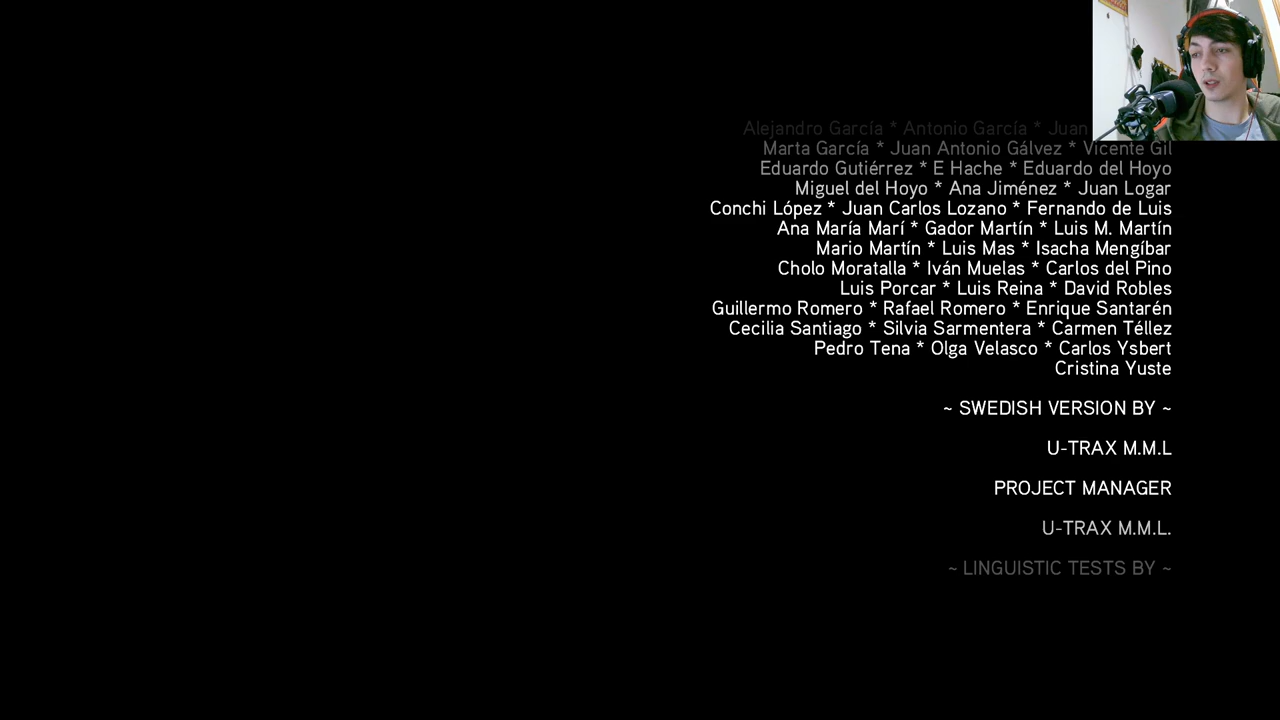 Alejandro García * Antonio García * Juan
Marta García * Juan Antonio Gálvez * Vicente Gil
Eduardo Gutiérrez * E Hache * Eduardo del Hoyo
Miguel del Hoyo * Ana Jiménez * Juan Logar
Conchi López * Juan Carlos Lozano * Fernando de Luis
Ana María Marí * Gador Martín * Luis M. Martín
Mario Martín * Luis Mas * Isacha Mengíbar
Cholo Moratalla * Iván Muelas * Carlos del Pino
Luis Porcar * Luis Reina * David Robles
Guillermo Romero * Rafael Romero * Enrique Santarén
Cecilia Santiago * Silvia Sarmentera * Carmen Téllez
Pedro Tena * Olga Velasco * Carlos Ysbert
Cristina Yuste
~ SWEDISH VERSION BY ~
U-TRAX M.M.L
PROJECT MANAGER
U-TRAX M.M.L.
~ LINGUISTIC TESTS BY ~